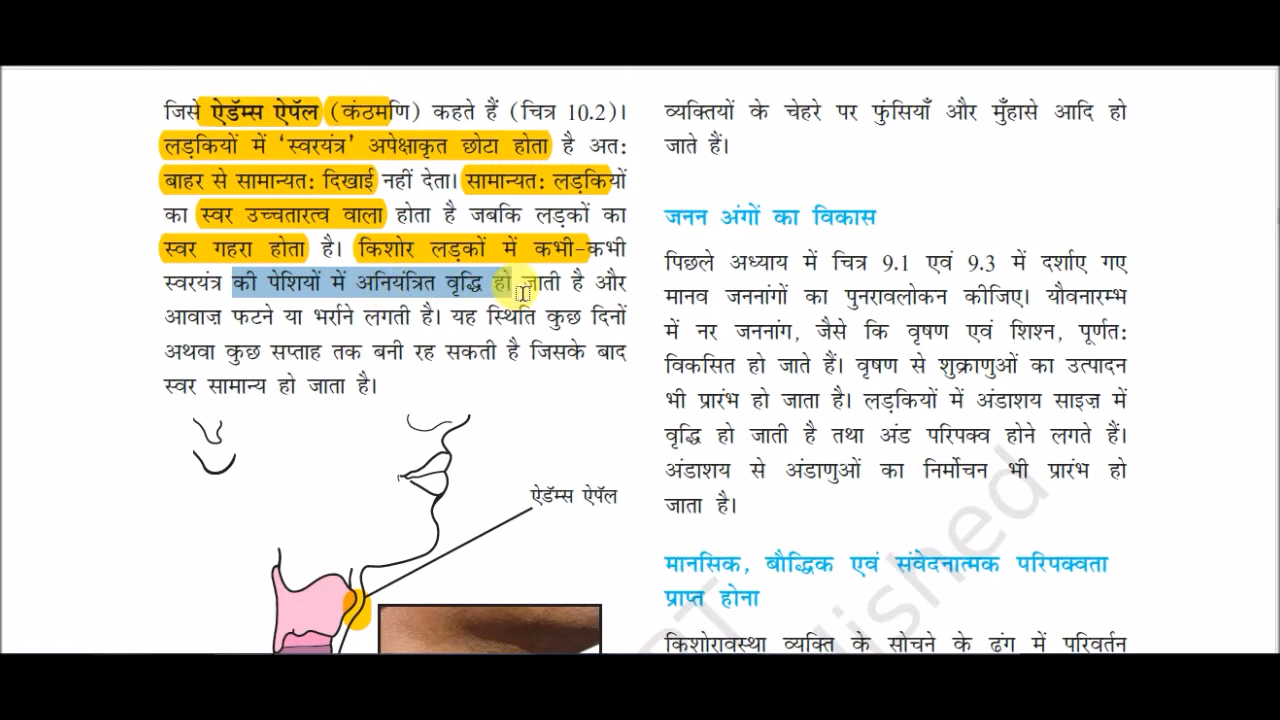 जिसे ऐडॅम्स ऐपॅल (कंठमणि) कहते हैं (चित्र 10.2)।
लड़कियों में ‘स्वरयंत्र’ अपेक्षाकृत छोटा होता है अत:
बाहर से सामान्यत: दिखाई नहीं देता। सामान्यत: लड़कियों
का स्वर उच्चतारत्व वाला होता है जबकि लड़कों का
स्वर गहरा होता है। किशोर लड़कों में कभी-कभी
स्वरयंत्र की पेशियों में अनियंत्रित वृद्धि हो जाती है और
आवाज़ फटने या भर्राने लगती है। यह स्थिति कुछ दिनों
अथवा कुछ सप्ताह तक बनी रह सकती है जिसके बाद
स्वर सामान्य हो जाता है।
ऐडॅम्स ऐपॅल
व्यक्तियों के चेहरे पर फुंसियाँ और मुँहासे आदि हो
जाते हैं।
जनन अंगों का विकास
पिछले अध्याय में चित्र 9.1 एवं 9.3 में दर्शाए गए
मानव जननांगों का पुनरावलोकन कीजिए। यौवनारम्भ
में नर जननांग, जैसे कि वृषण एवं शिश्न, पूर्णत:
विकसित हो जाते हैं। वृषण से शुक्राणुओं का उत्पादन
भी प्रारंभ हो जाता है। लड़कियों में अंडाशय साइज़ में
वृद्धि हो जाती है तथा अंड परिपक्व होने लगते हैं।
अंडाशय से अंडाणुओं का निर्मोचन भी प्रारंभ हो
जाता है।
मानसिक, बौद्धिक एवं संवेदनात्मक परिपक्वता
प्राप्त होना
किशोरावस्था व्यक्ति के सोचने के ढंग में परिवर्तन